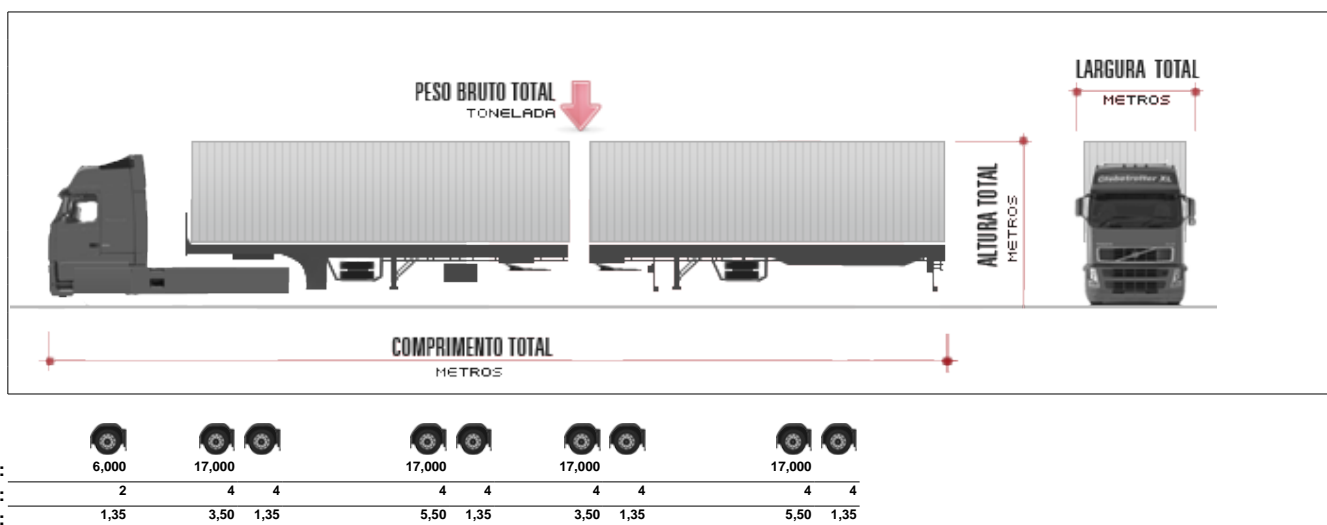 LARGURA TOTAL
METROS
PESO BRUTO TOTAL
TONELADA
Globetrotter XL
ALTURA TOTAL
METROS
COMPRIMENTO TOTAL
METROS
: 6,000 17,000 17,000 17,000 17,000
: 2 4 4 4 4 4 4 4 4
: 1,35 3,50 1,35 5,50 1,35 3,50 1,35 5,50 1,35